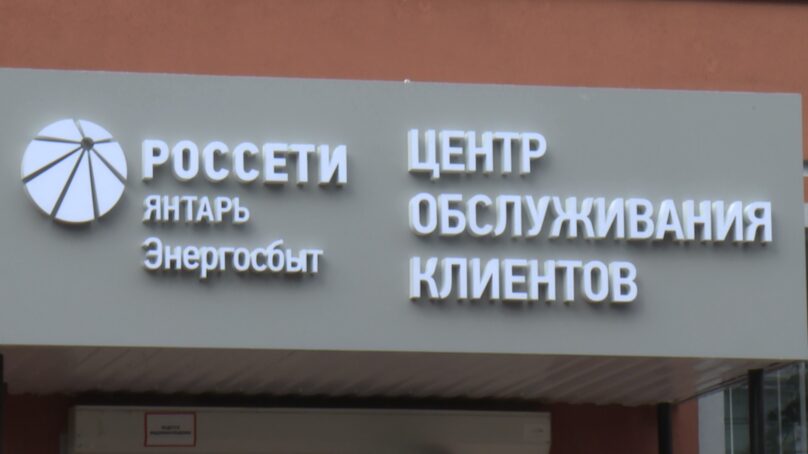 РОССЕТИ
ЯНТАРЬ
Энергосбыт
ЦЕНТР
ОБСЛУЖИВАНИЯ
КЛИЕНТОВ